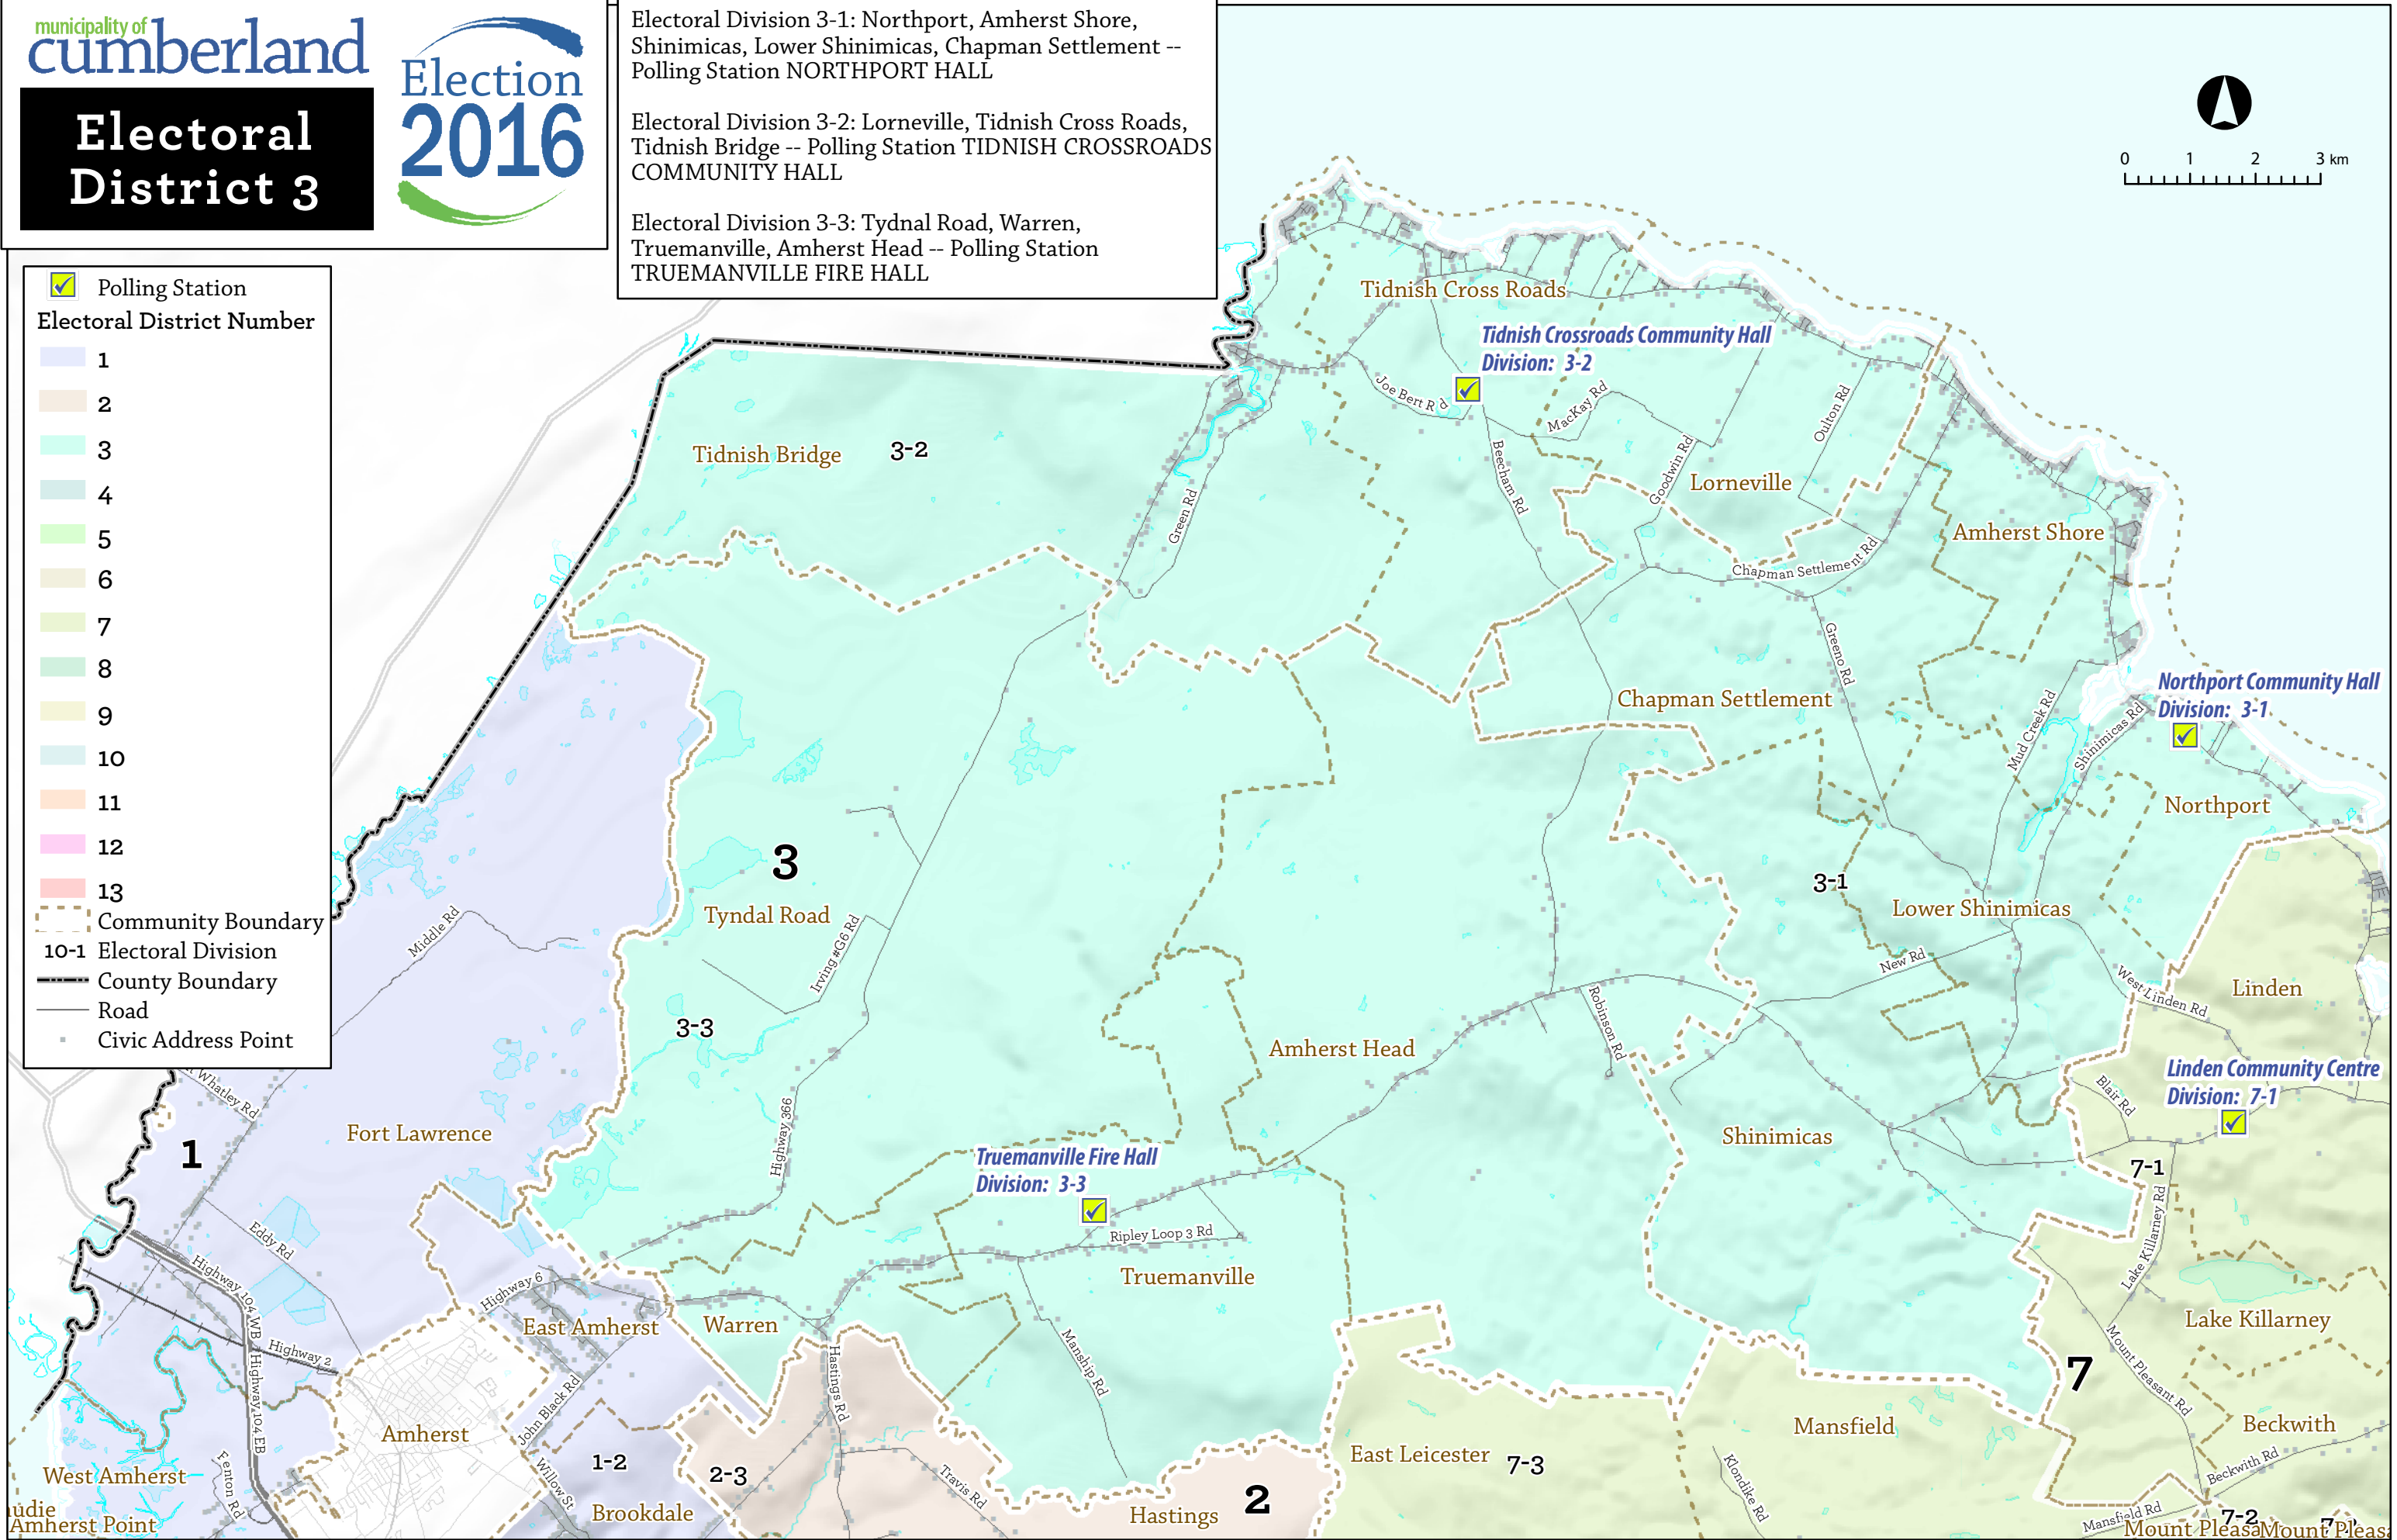 municipality of
cumberland
Electoral
District 3
Election
2016
Electoral Division 3-1: Northport, Amherst Shore,
Shinimicas, Lower Shinimicas, Chapman Settlement --
Polling Station NORTHPORT HALL
Electoral Division 3-2: Lorneville, Tidnish Cross Roads,
Tidnish Bridge -- Polling Station TIDNISH CROSSROADS
COMMUNITY HALL
Electoral Division 3-3: Tydnal Road, Warren,
Truemanville, Amherst Head -- Polling Station
TRUEMANVILLE FIRE HALL
0 1 2 3 km
Polling Station
Electoral District Number
1
2
3
4
5
6
7
8
9
10
11
12
13
Community Boundary
10-1 Electoral Division
County Boundary
Road
Civic Address Point
Tidnish Cross Roads
Tidnish Crossroads Community Hall
Division: 3-2
Joe Bert Rd
MacKay Rd
Oulton Rd
Goodwin Rd
Beecham Rd
Tidnish Bridge
3-2
Lorneville
Green Rd
Amherst Shore
Chapman Settlement Rd
Greeno Rd
Chapman Settlement
Northport Community Hall
Division: 3-1
Mud Creek Rd
Shinimicas Rd
Northport
3
Tyndal Road
3-1
Lower Shinimicas
Middle Rd
Irving #G6 Rd
New Rd
West Linden Rd
Linden
3-3
Robinson Rd
Amherst Head
Linden Community Centre
Division: 7-1
Blair Rd
Whatley Rd
Highway 366
1
Fort Lawrence
Shinimicas
Truemanville Fire Hall
Division: 3-3
7-1
Lake Killarney Rd
Ripley Loop 3 Rd
Eddy Rd
Truemanville
Highway 104 WB
Highway 6
East Amherst
Warren
Lake Killarney
Highway 2
Highway 104 EB
Hastings Rd
Manship Rd
7
Mount Pleasant Rd
John Black Rd
Amherst
Mansfield
Beckwith
1-2
2-3
East Leicester
7-3
West Amherst
Fenton Rd
Willow St
Travis Rd
Klondike Rd
Beckwith Rd
Brookdale
Hastings
2
udie
Amherst Point
Mansfield Rd
7-2
Mount Pleasa
Mount Pleas